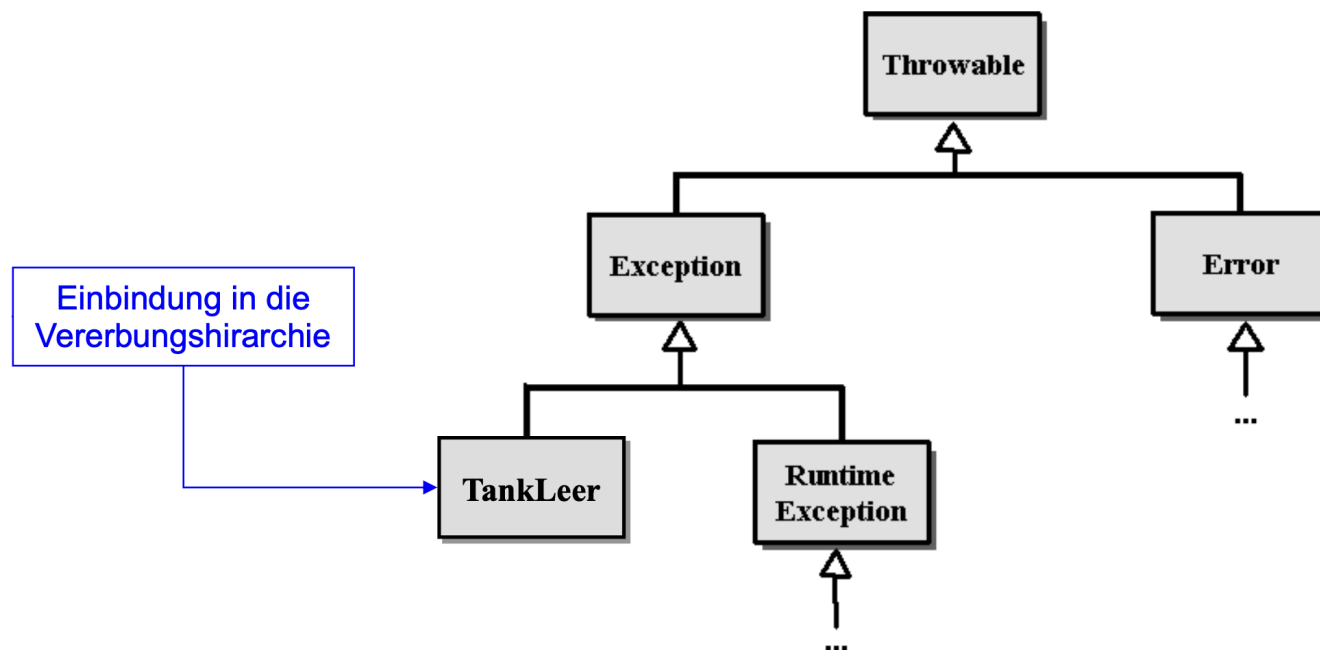 Throwable
Exception
Error
Einbindung in die
Vererbungshirarchie
...
TankLeer
Runtime
Exception
...